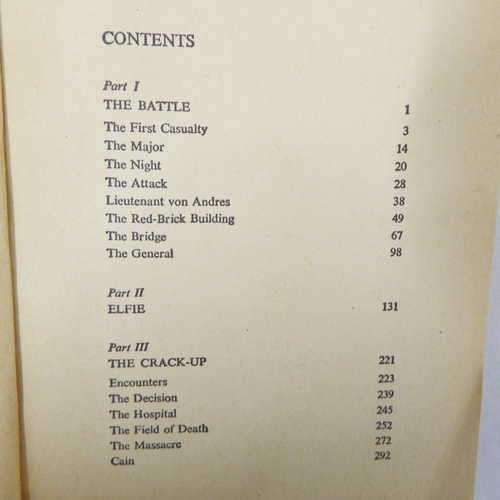 CONTENTS
Part I
THE BATTLE 1
The First Casualty 3
The Major 14
The Night 20
The Attack 28
Lieutenant von Andres 38
The Red-Brick Building 49
The Bridge 67
The General 98
Part II
ELFIE 131
Part III
THE CRACK-UP 221
Encounters 223
The Decision 239
The Hospital 245
The Field of Death 252
The Massacre 272
Cain 292